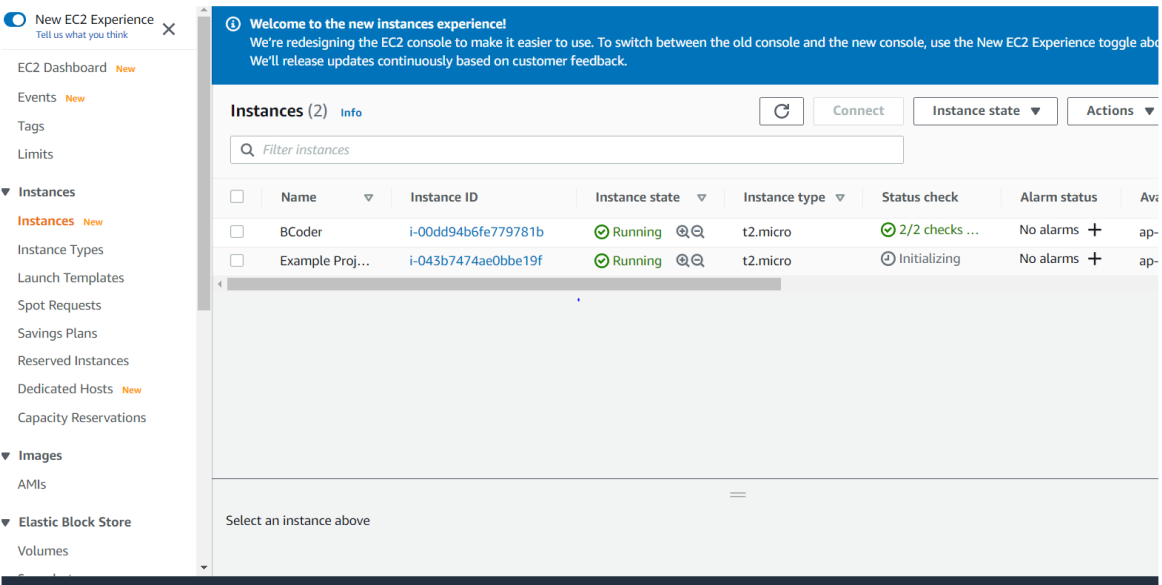 New EC2 Experience
Tell us what you think
EC2 Dashboard New
Events New
Tags
Limits
Instances
Instances New
Instance Types
Launch Templates
Spot Requests
Savings Plans
Reserved Instances
Dedicated Hosts New
Capacity Reservations
Images
AMIs
Elastic Block Store
Volumes
Welcome to the new instances experience!
We're redesigning the EC2 console to make it easier to use. To switch between the old console and the new console, use the New EC2 Experience toggle abo
We'll release updates continuously based on customer feedback.
Instances (2) Info
Connect Instance state Actions
Filter instances
Name Instance ID Instance state Instance type Status check Alarm status Ava
BCoder i-00dd94b6fe779781b Running t2.micro 2/2 checks ... No alarms + ap-
Example Proj... i-043b7474ae0bbe19f Running t2.micro Initializing No alarms + ap-
Select an instance above